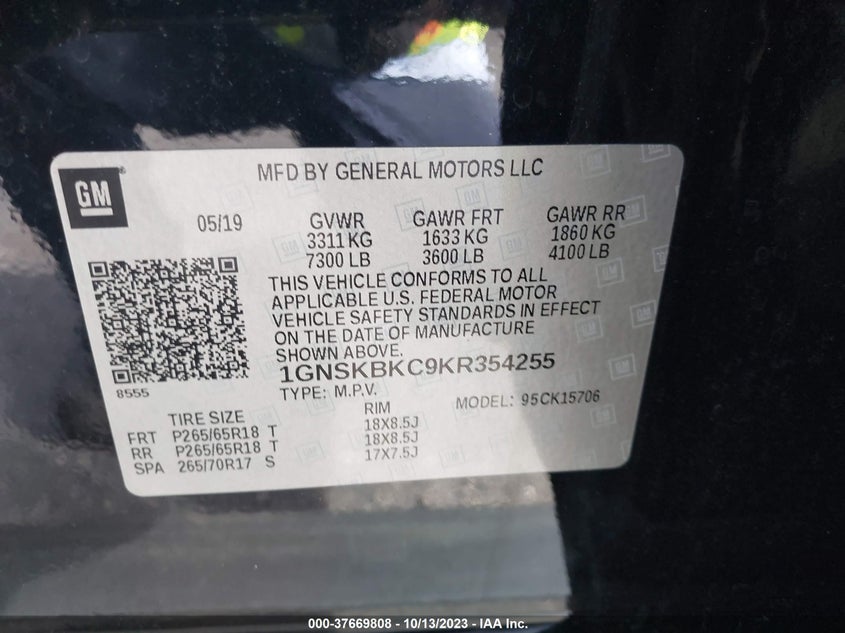 GM
MFD BY GENERAL MOTORS LLC
05/19 GVWR GAWR FRT GAWR RR
3311 KG 1633 KG 1860 KG
7300 LB 3600 LB 4100 LB
THIS VEHICLE CONFORMS TO ALL
APPLICABLE U.S. FEDERAL MOTOR
VEHICLE SAFETY STANDARDS IN EFFECT
ON THE DATE OF MANUFACTURE
SHOWN ABOVE.
1GNSKBKC9KR354255
8555
TYPE: M.P.V. MODEL: 95CK15706
TIRE SIZE RIM
FRT P265/65R18 T 18X8.5J
RR P265/65R18 T 18X8.5J
SPA 265/70R17 S 17X7.5J
000-37669808 - 10/13/2023 - IAA Inc.